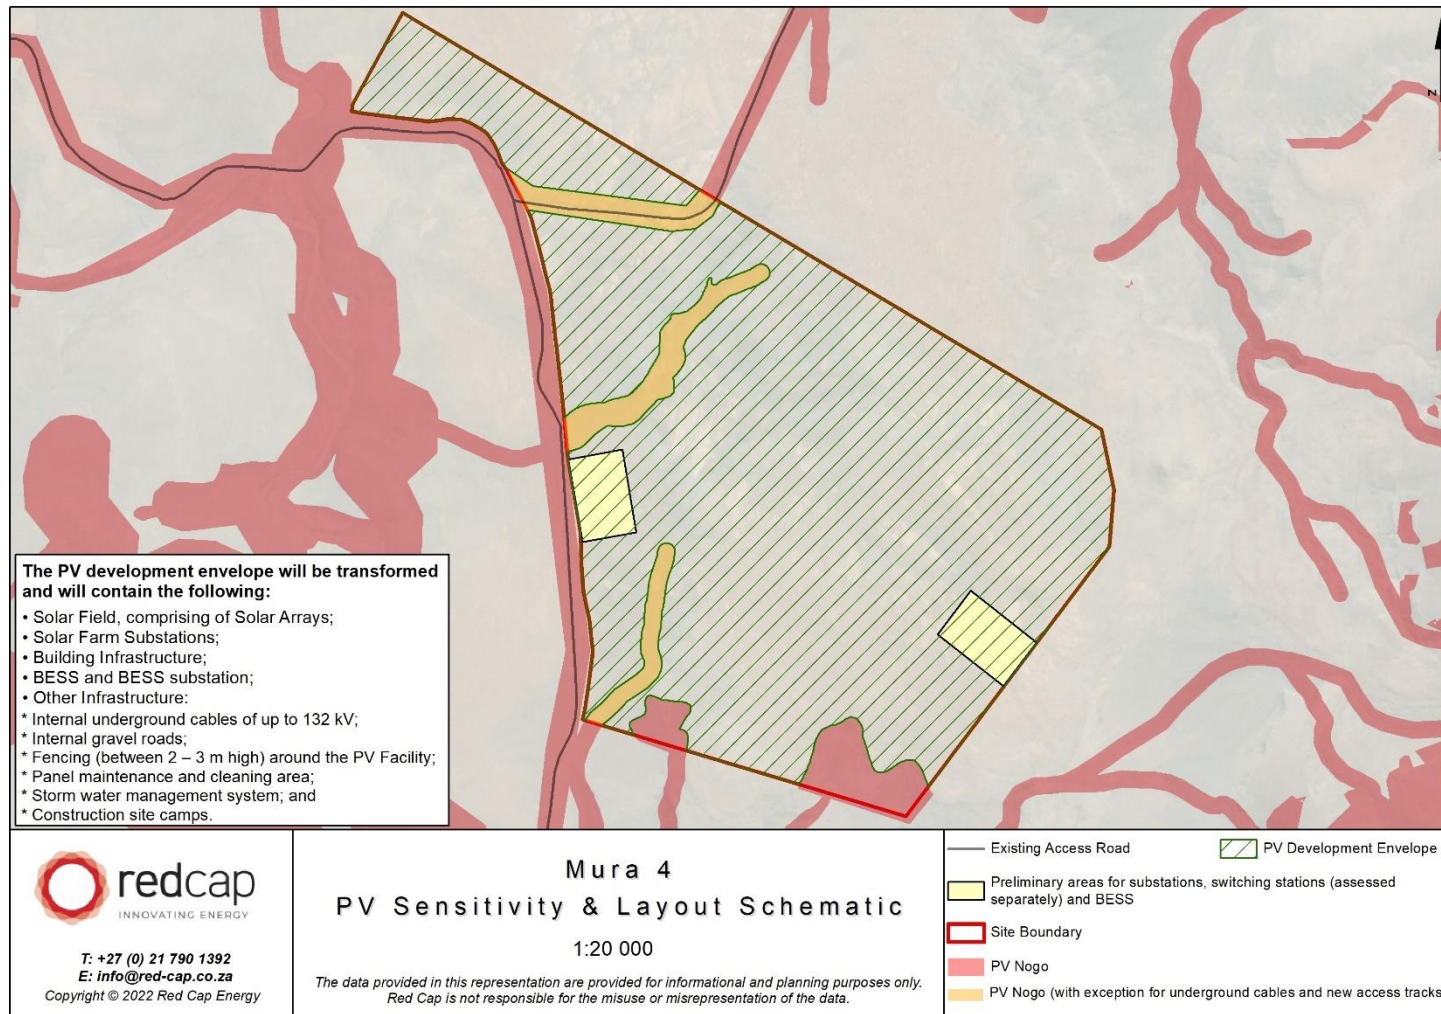 N
The PV development envelope will be transformed
and will contain the following:
• Solar Field, comprising of Solar Arrays;
• Solar Farm Substations;
• Building Infrastructure;
• BESS and BESS substation;
• Other Infrastructure:
* Internal underground cables of up to 132 kV;
* Internal gravel roads;
* Fencing (between 2 – 3 m high) around the PV Facility;
* Panel maintenance and cleaning area;
* Storm water management system; and
* Construction site camps.
redcap
INNOVATING ENERGY
T: +27 (0) 21 790 1392
E: info@red-cap.co.za
Copyright © 2022 Red Cap Energy
Mura 4
PV Sensitivity & Layout Schematic
1:20 000
The data provided in this representation are provided for informational and planning purposes only.
Red Cap is not responsible for the misuse or misrepresentation of the data.
Existing Access Road
PV Development Envelope
Preliminary areas for substations, switching stations (assessed
separately) and BESS
Site Boundary
PV Nogo
PV Nogo (with exception for underground cables and new access tracks